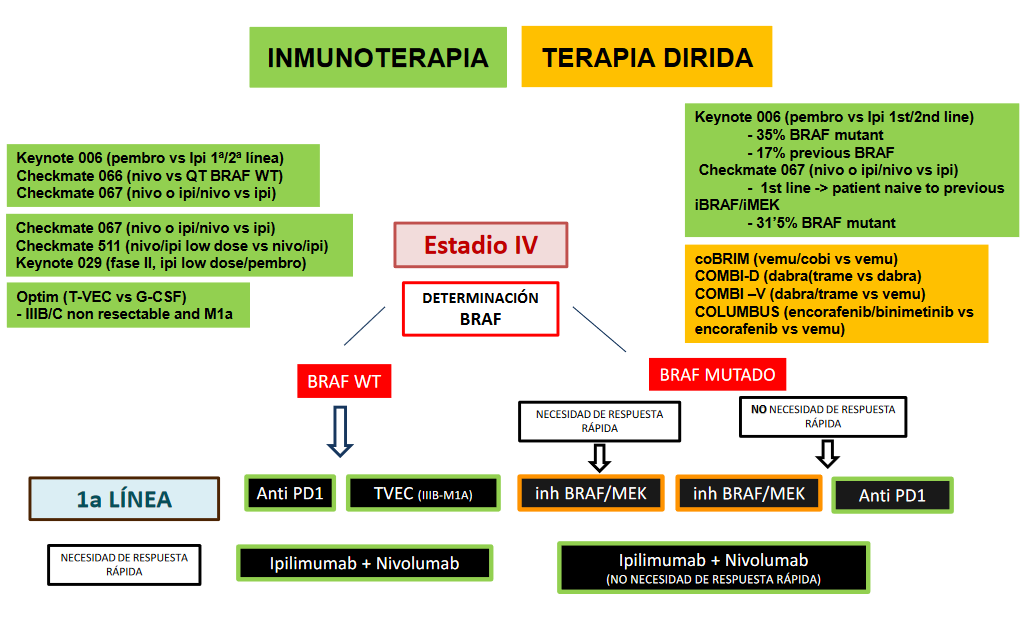 INMUNOTERAPIA
TERAPIA DIRIDA
Keynote 006 (pembro vs Ipi 1ª/2ª línea)
Checkmate 066 (nivo vs QT BRAF WT)
Checkmate 067 (nivo o ipi/nivo vs ipi)
Checkmate 067 (nivo o ipi/nivo vs ipi)
Checkmate 511 (nivo/ipi low dose vs nivo/ipi)
Keynote 029 (fase II, ipi low dose/pembro)
Optim (T-VEC vs G-CSF)
- IIIB/C non resectable and M1a
Keynote 006 (pembro vs Ipi 1st/2nd line)
- 35% BRAF mutant
- 17% previous BRAF
Checkmate 067 (nivo o ipi/nivo vs ipi)
- 1st line -> patient naive to previous
iBRAF/iMEK
- 31’5% BRAF mutant
coBRIM (vemu/cobi vs vemu)
COMBI-D (dabra(trame vs dabra)
COMBI –V (dabra/trame vs vemu)
COLUMBUS (encorafenib/binimetinib vs
encorafenib vs vemu)
Estadio IV
DETERMINACIÓN
BRAF
BRAF WT
BRAF MUTADO
NECESIDAD DE RESPUESTA
RÁPIDA
NO NECESIDAD DE RESPUESTA
RÁPIDA
1a LÍNEA
Anti PD1
TVEC (IIIB-M1A)
inh BRAF/MEK
inh BRAF/MEK
Anti PD1
NECESIDAD DE RESPUESTA
RÁPIDA
Ipilimumab + Nivolumab
Ipilimumab + Nivolumab
(NO NECESIDAD DE RESPUESTA RÁPIDA)